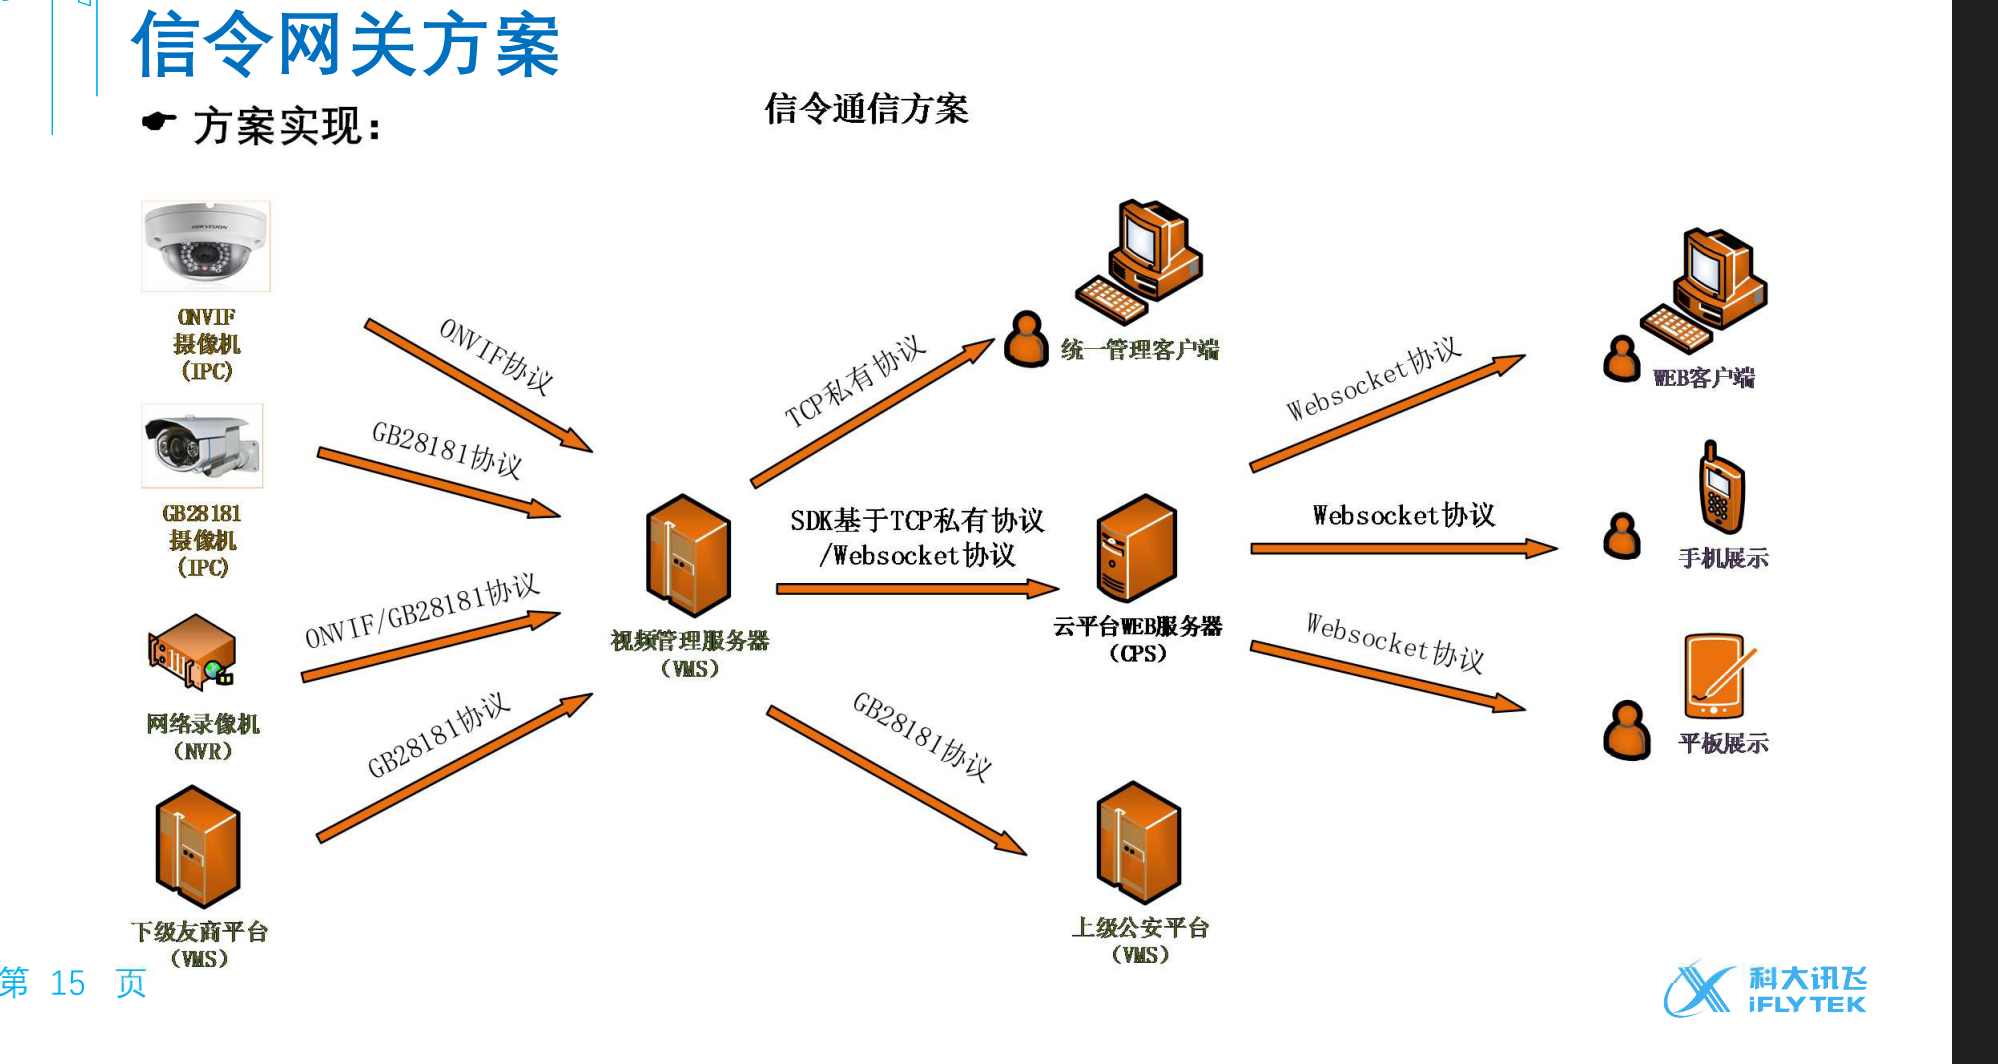 信令网关方案
方案实现：
信令通信方案
HIKVISION
ONVIF
摄像机
(IPC)
ONVIF协议
GB28181
摄像机
(IPC)
GB28181协议
网络录像机
（NVR）
ONVIF/GB28181协议
下级友商平台
（VMS）
GB28181协议
视频管理服务器
（VMS）
TCP私有协议
统一管理客户端
SDK基于TCP私有协议
/Websocket协议
云平台WEB服务器
（CPS）
GB28181协议
上级公安平台
（VMS）
Websocket协议
WEB客户端
Websocket协议
手机展示
Websocket协议
平板展示
第 15 页
科大讯飞
iFLYTEK